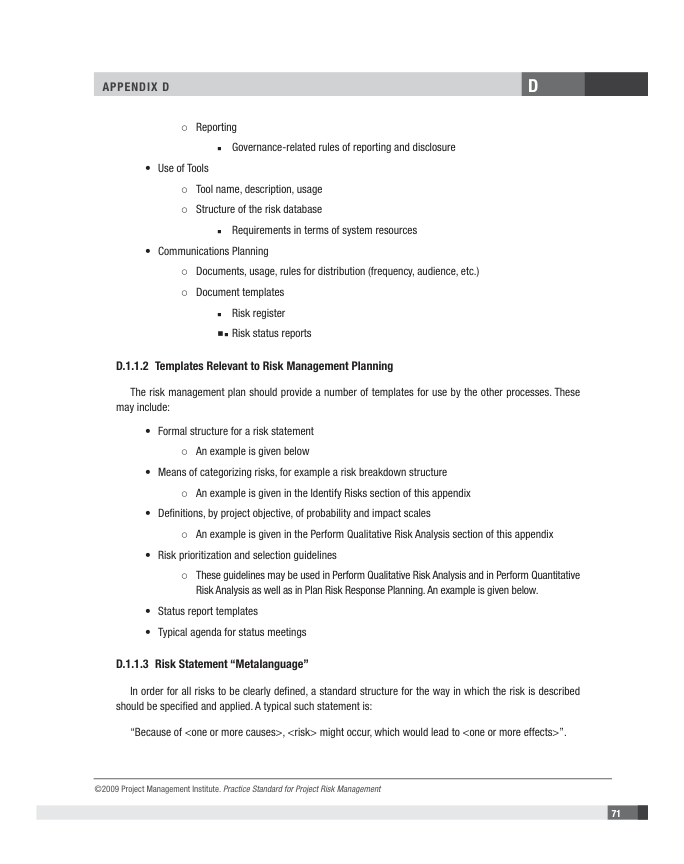 APPENDIX D
D
○ Reporting
▪ Governance-related rules of reporting and disclosure
• Use of Tools
○ Tool name, description, usage
○ Structure of the risk database
▪ Requirements in terms of system resources
• Communications Planning
○ Documents, usage, rules for distribution (frequency, audience, etc.)
○ Document templates
▪ Risk register
■▪ Risk status reports
D.1.1.2 Templates Relevant to Risk Management Planning
The risk management plan should provide a number of templates for use by the other processes. These
may include:
• Formal structure for a risk statement
○ An example is given below
• Means of categorizing risks, for example a risk breakdown structure
○ An example is given in the Identify Risks section of this appendix
• Definitions, by project objective, of probability and impact scales
○ An example is given in the Perform Qualitative Risk Analysis section of this appendix
• Risk prioritization and selection guidelines
○ These guidelines may be used in Perform Qualitative Risk Analysis and in Perform Quantitative
Risk Analysis as well as in Plan Risk Response Planning. An example is given below.
• Status report templates
• Typical agenda for status meetings
D.1.1.3 Risk Statement “Metalanguage”
In order for all risks to be clearly defined, a standard structure for the way in which the risk is described
should be specified and applied. A typical such statement is:
“Because of <one or more causes>, <risk> might occur, which would lead to <one or more effects>”.
©2009 Project Management Institute. Practice Standard for Project Risk Management
71